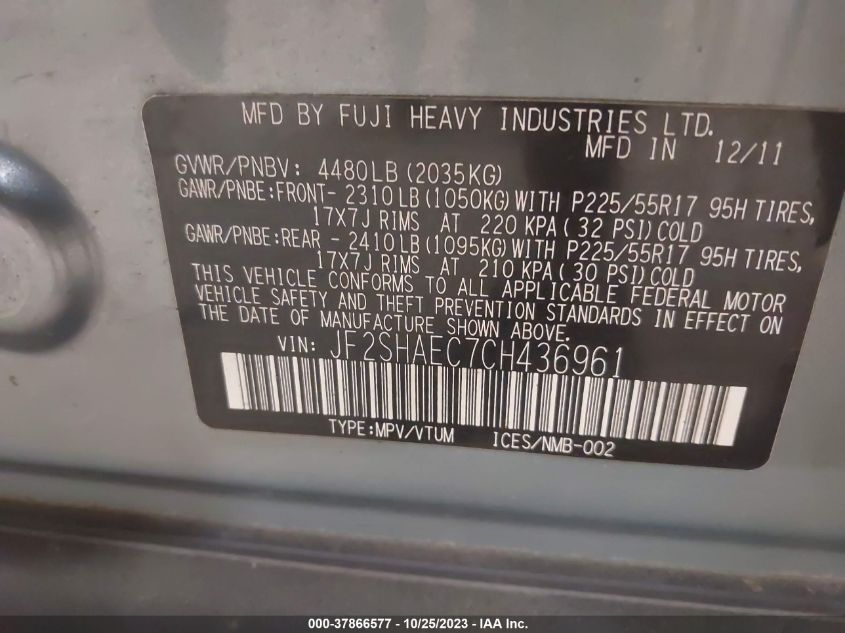 MFD BY FUJI HEAVY INDUSTRIES LTD.
MFD IN 12/11
GVWR/PNBV: 4480LB(2035KG)
GAWR/PNBE:FRONT- 2310LB(1050KG)WITH P225/55R17 95H TIRES,
17X7J RIMS AT 220 KPA(32 PSI)COLD
GAWR/PNBE:REAR - 2410LB(1095KG)WITH P225/55R17 95H TIRES,
17X7J RIMS AT 210 KPA(30 PSI)COLD
THIS VEHICLE CONFORMS TO ALL APPLICABLE FEDERAL MOTOR
VEHICLE SAFETY AND THEFT PREVENTION STANDARDS IN EFFECT ON
THE DATE OF MANUFACTURE SHOWN ABOVE.
VIN: JF2SHAEC7CH436961
TYPE:MPV/VTUM ICES/NMB-002
000-37866577 - 10/25/2023 - IAA Inc.